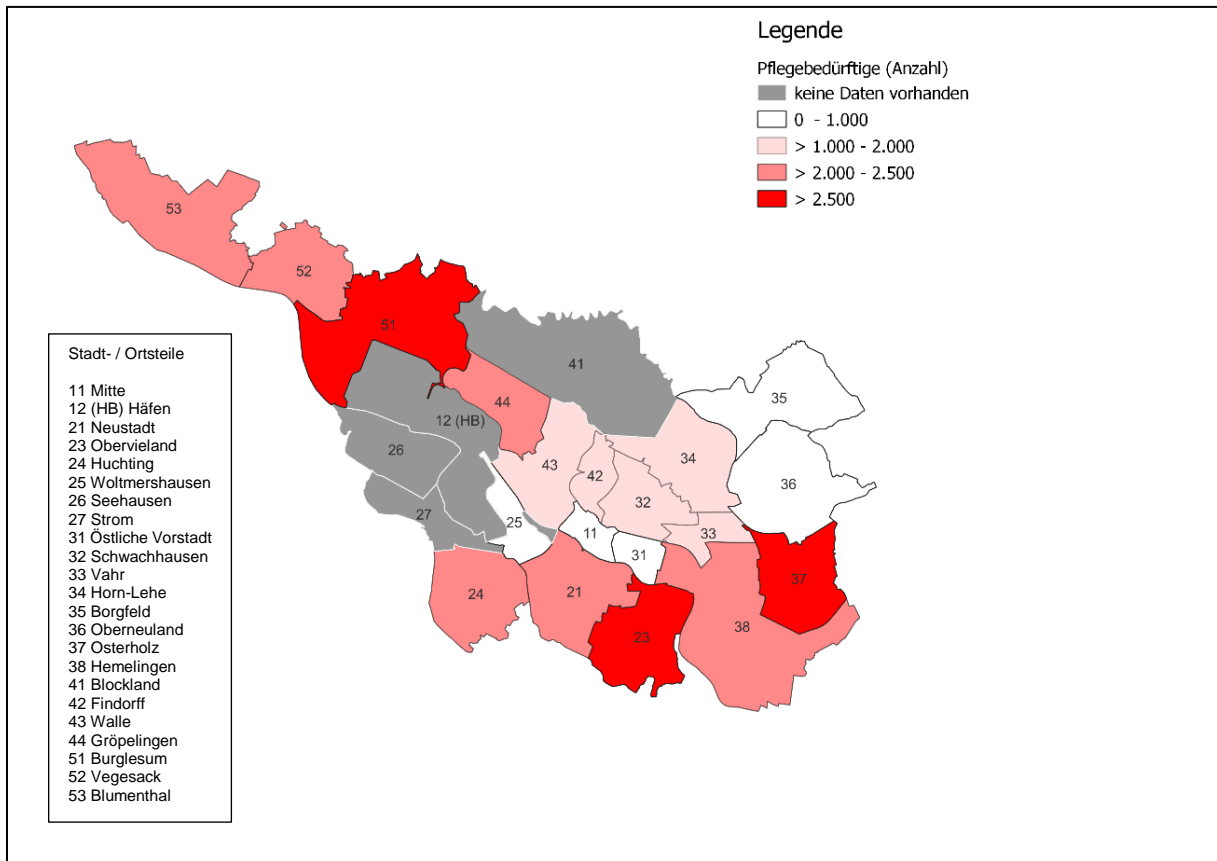 Legende
Pflegebedürftige (Anzahl)
keine Daten vorhanden
0 - 1.000
> 1.000 - 2.000
> 2.000 - 2.500
> 2.500
53
52
51
41
35
44
12 (HB)
34
26
43
42
36
32
27
25
11
33
31
37
24
21
38
23
Stadt- / Ortsteile
11 Mitte
12 (HB) Häfen
21 Neustadt
23 Obervieland
24 Huchting
25 Woltmershausen
26 Seehausen
27 Strom
31 Östliche Vorstadt
32 Schwachhausen
33 Vahr
34 Horn-Lehe
35 Borgfeld
36 Oberneuland
37 Osterholz
38 Hemelingen
41 Blockland
42 Findorff
43 Walle
44 Gröpelingen
51 Burglesum
52 Vegesack
53 Blumenthal